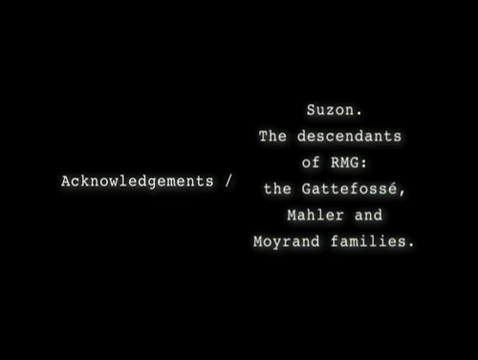 Suzon.
The descendants
of RMG:
Acknowledgements / the Gattefossé,
Mahler and
Moyrand families.